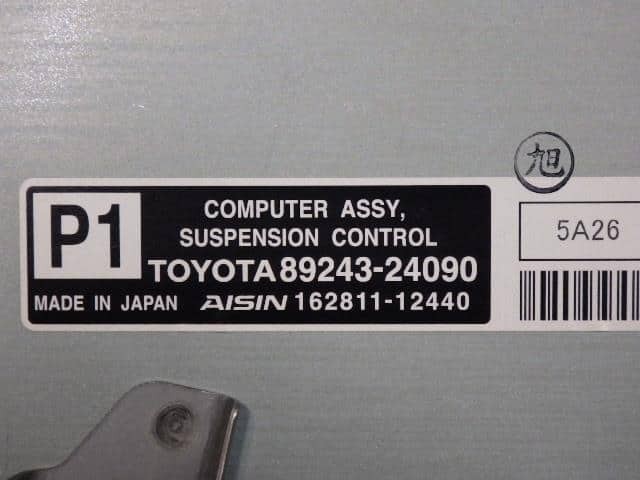 旭
P1
COMPUTER ASSY,
SUSPENSION CONTROL
TOYOTA 89243-24090
MADE IN JAPAN AISIN 162811-12440
5A26